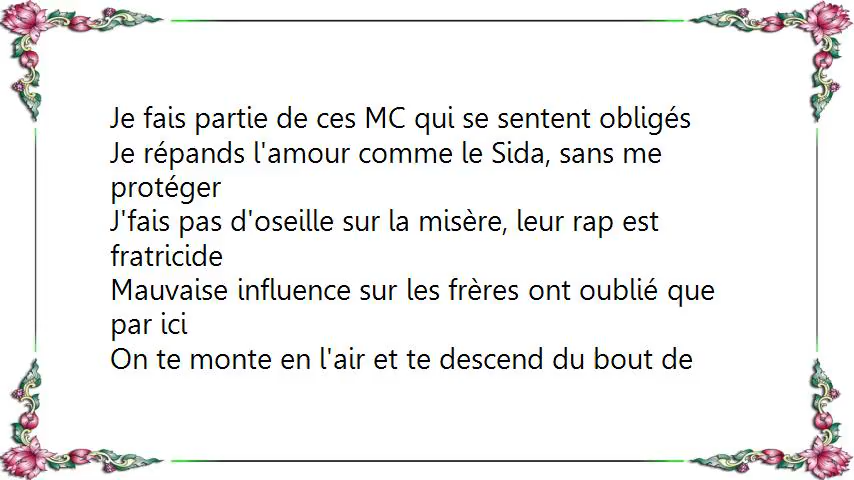 Je fais partie de ces MC qui se sentent obligés
Je répands l'amour comme le Sida, sans me
protéger
J'fais pas d'oseille sur la misère, leur rap est
fratricide
Mauvaise influence sur les frères ont oublié que
par ici
On te monte en l'air et te descend du bout de